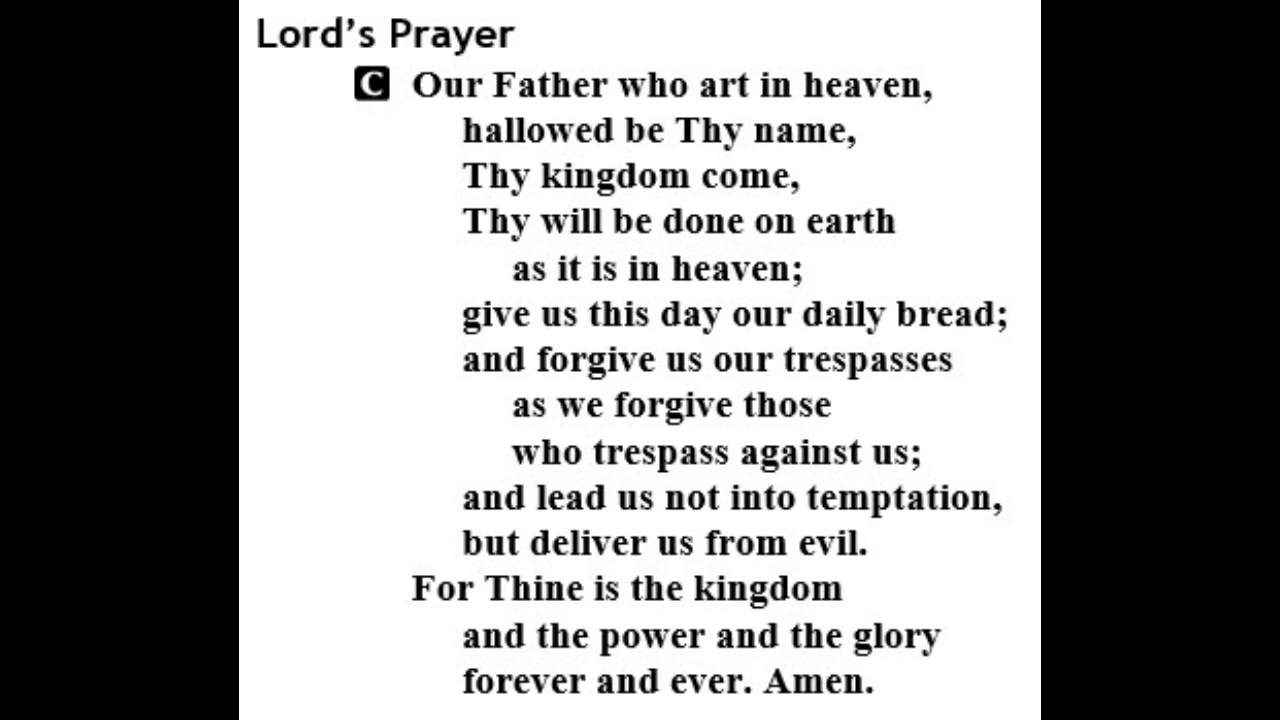 Lord’s Prayer
C Our Father who art in heaven,
hallowed be Thy name,
Thy kingdom come,
Thy will be done on earth
as it is in heaven;
give us this day our daily bread;
and forgive us our trespasses
as we forgive those
who trespass against us;
and lead us not into temptation,
but deliver us from evil.
For Thine is the kingdom
and the power and the glory
forever and ever. Amen.